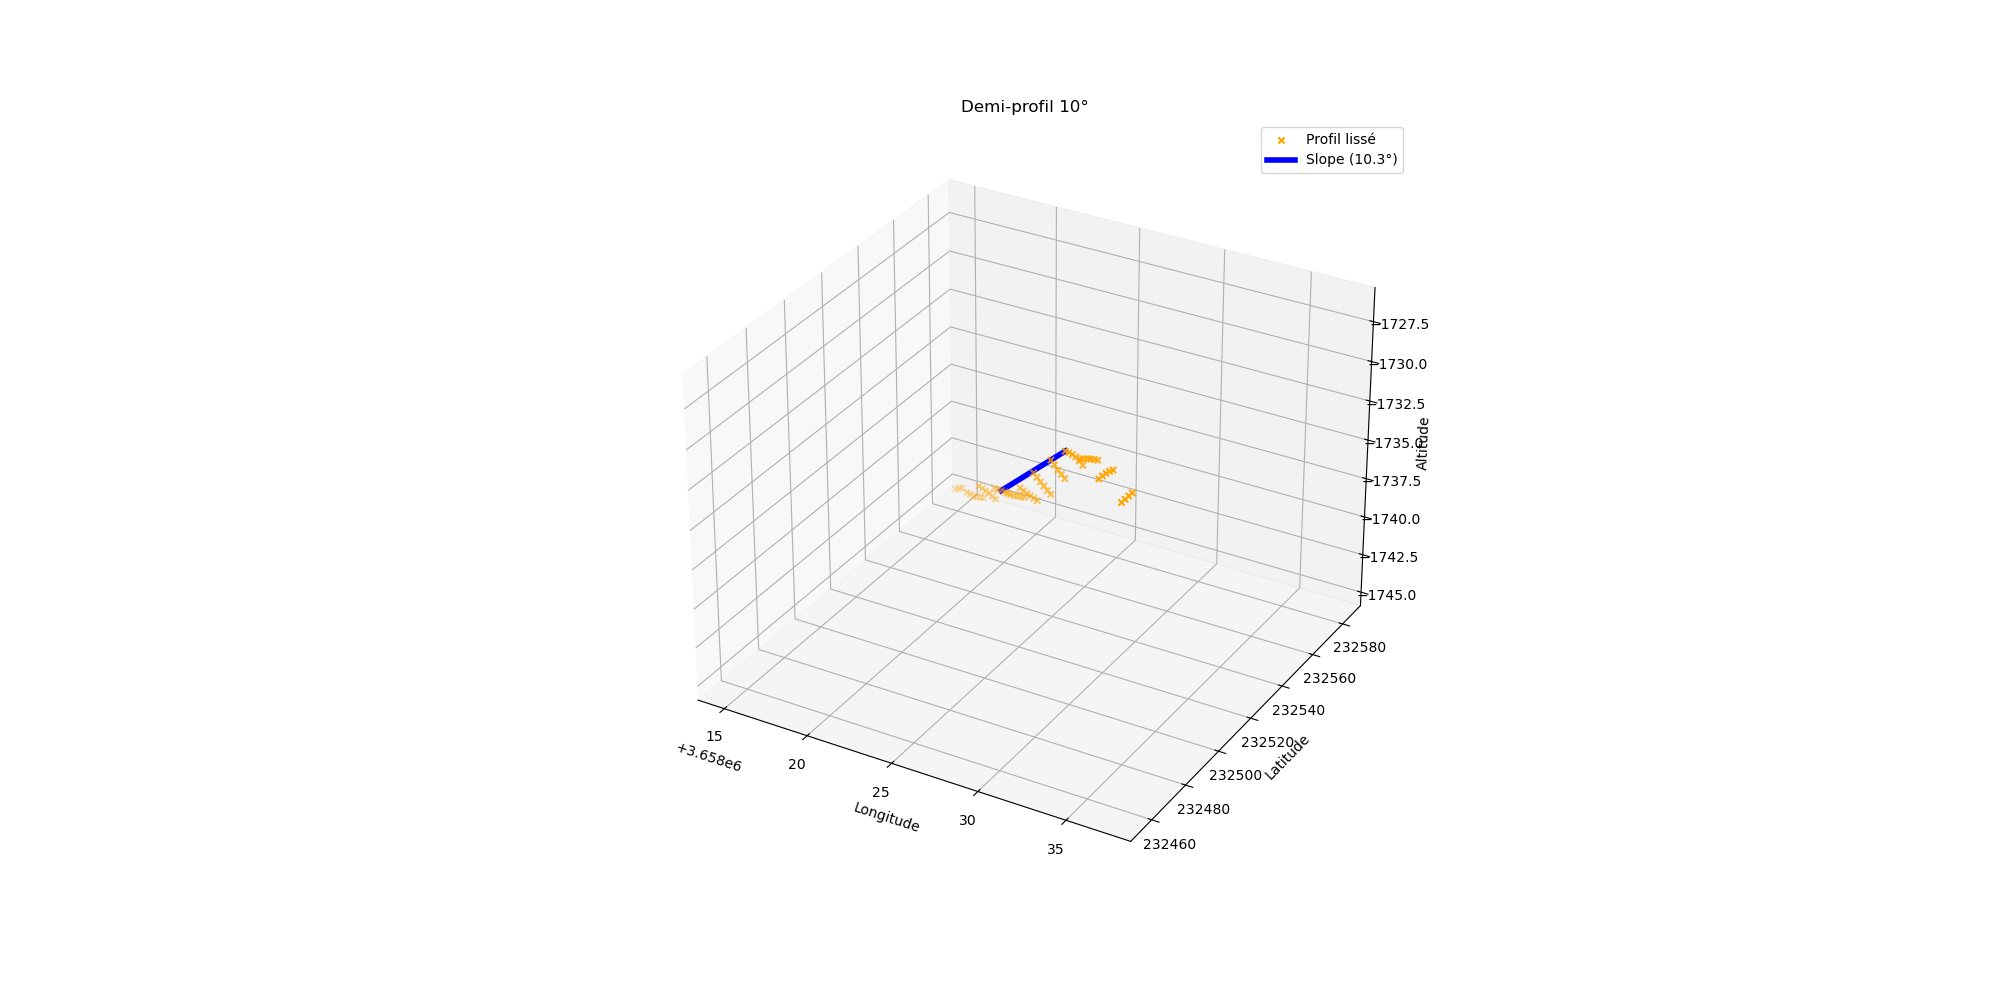 Demi-profil 10°
Profil lissé
Slope (10.3°)
−1727.5
−1730.0
−1732.5
−1735.0
−1737.5
−1740.0
−1742.5
−1745.0
Altitude
232580
232560
232540
232520
232500
232480
232460
Latitude
15
20
25
30
35
+3.658e6
Longitude